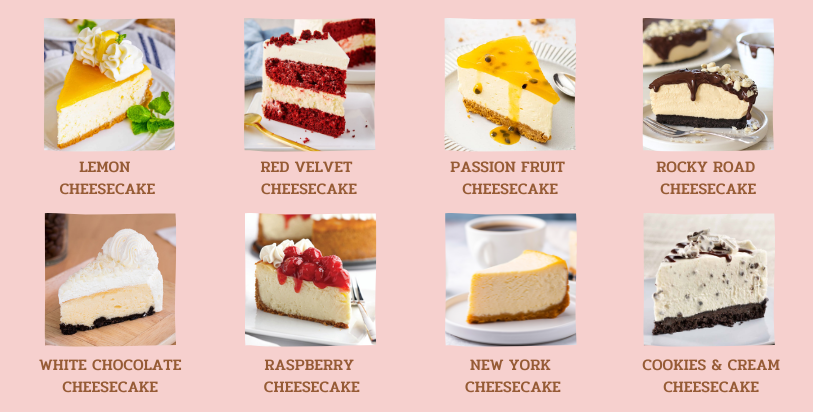 LEMON
CHEESECAKE
RED VELVET
CHEESECAKE
PASSION FRUIT
CHEESECAKE
ROCKY ROAD
CHEESECAKE
WHITE CHOCOLATE
CHEESECAKE
RASPBERRY
CHEESECAKE
NEW YORK
CHEESECAKE
COOKIES & CREAM
CHEESECAKE